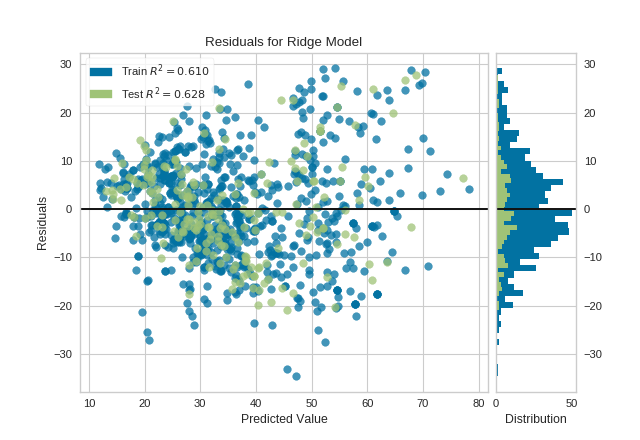 Residuals for Ridge Model
Train R² = 0.610
Test R² = 0.628
Residuals
30
20
10
0
−10
−20
−30
10 20 30 40 50 60 70 80
Predicted Value
30
20
10
0
−10
−20
−30
0 50
Distribution